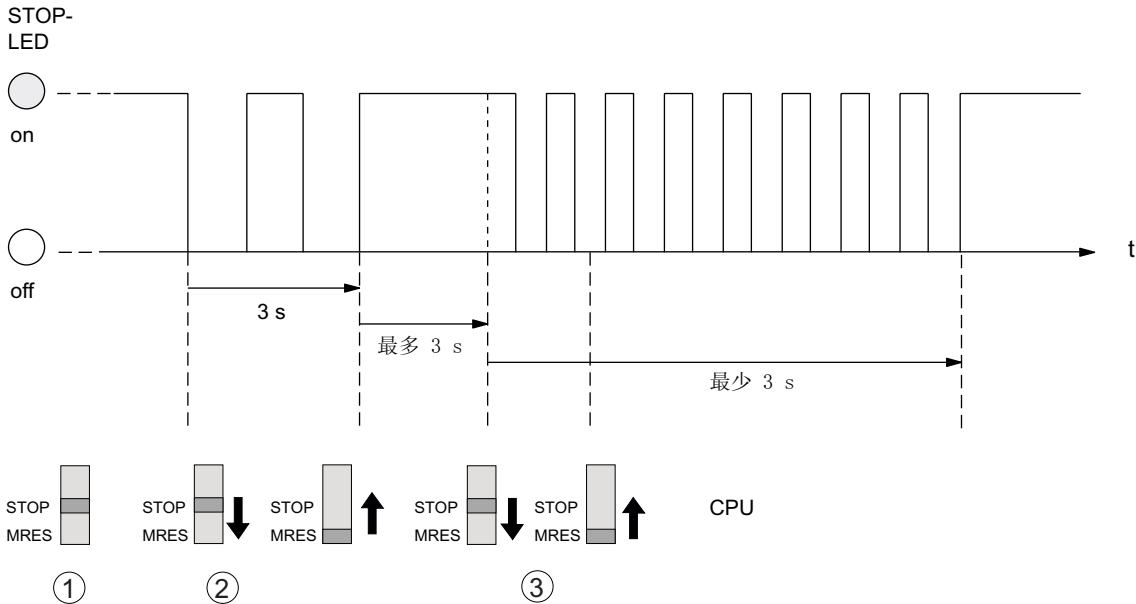 STOP-
LED
on
off
t
3 s
最多 3 s
最少 3 s
STOP
MRES
STOP
MRES
STOP
MRES
STOP
MRES
STOP
MRES
CPU
①
②
③